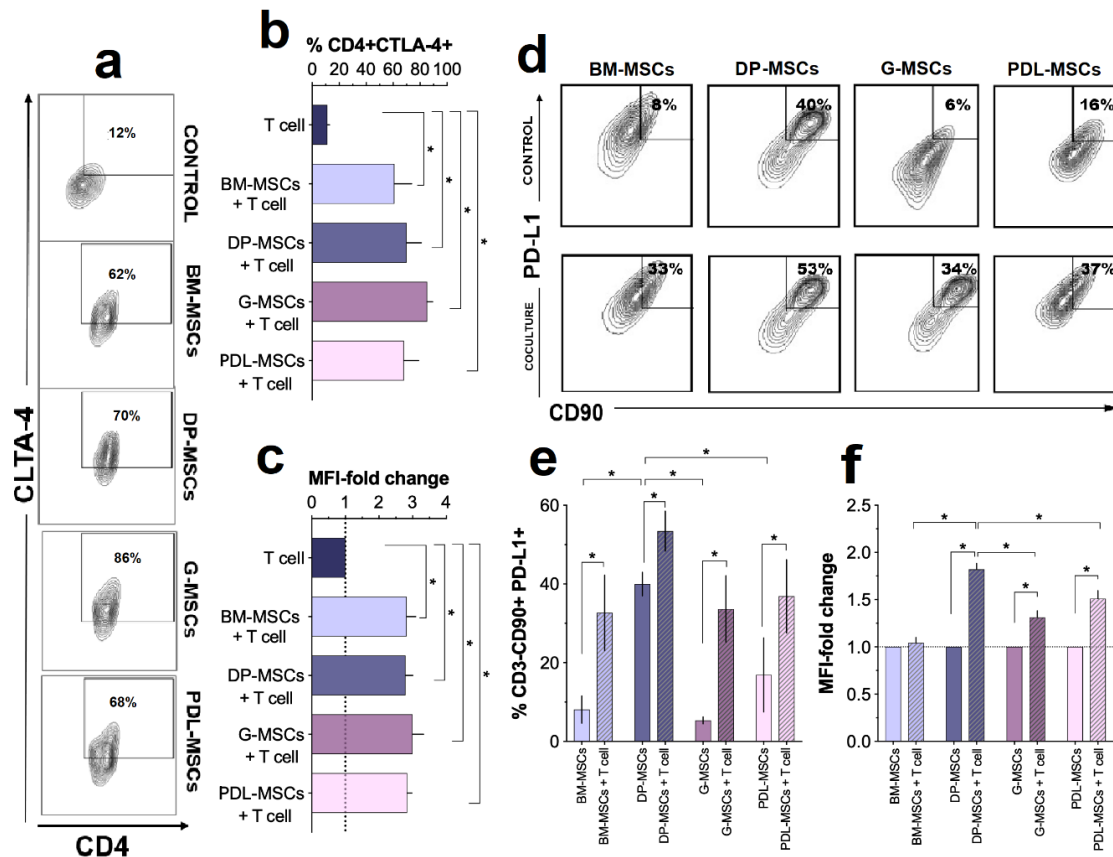 a
CLTA-4
12%
CONTROL
62%
BM-MSCs
70%
DP-MSCs
86%
G-MSCs
68%
PDL-MSCs
CD4
b
% CD4+CTLA-4+
0 20 40 60 80 100
T cell
BM-MSCs
+ T cell
DP-MSCs
+ T cell
G-MSCs
+ T cell
PDL-MSCs
+ T cell
*
*
*
*
c
MFI-fold change
0 1 2 3 4
T cell
BM-MSCs
+ T cell
DP-MSCs
+ T cell
G-MSCs
+ T cell
PDL-MSCs
+ T cell
*
*
*
*
d
BM-MSCs DP-MSCs G-MSCs PDL-MSCs
PD-L1
CONTROL
8% 40% 6% 16%
COCULTURE
33% 53% 34% 37%
CD90
e
% CD3-CD90+ PD-L1+
60
40
20
0
* * *
* * * *
BM-MSCs
BM-MSCs + T cell
DP-MSCs
DP-MSCs + T cell
G-MSCs
G-MSCs + T cell
PDL-MSCs
PDL-MSCs + T cell
f
MFI-fold change
2.5
2.0
1.5
1.0
0.5
0.0
* * *
* * *
BM-MSCs
BM-MSCs + T cell
DP-MSCs
DP-MSCs + T cell
G-MSCs
G-MSCs + T cell
PDL-MSCs
PDL-MSCs + T cell